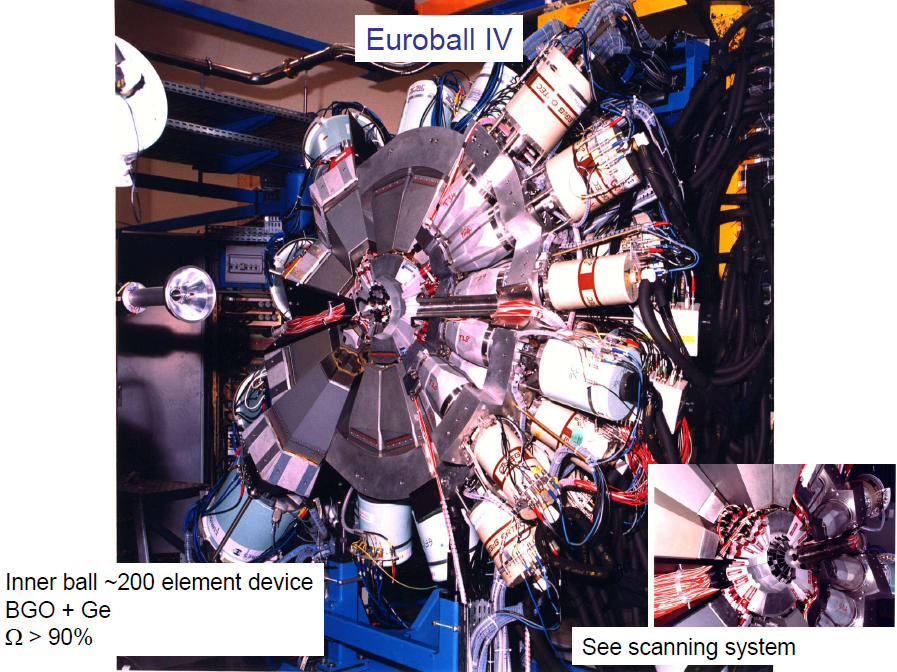 Euroball IV
Inner ball ~200 element device
BGO + Ge
Ω > 90%
See scanning system